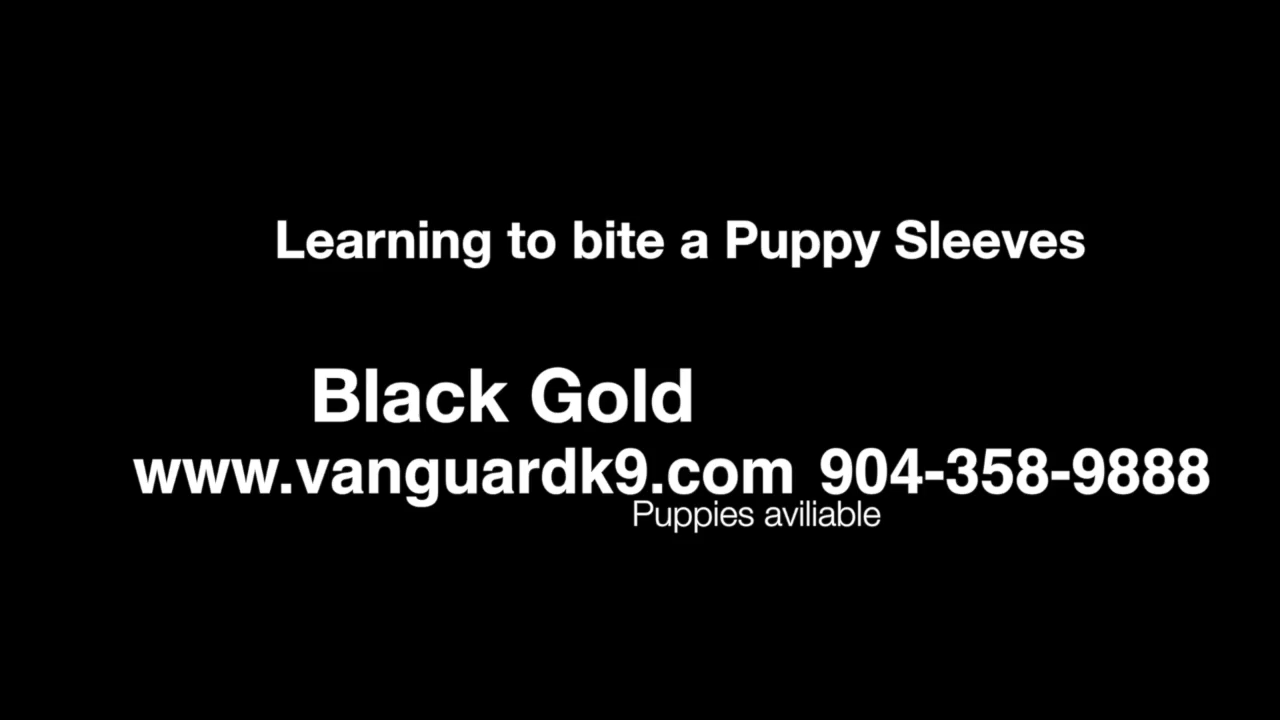 Learning to bite a Puppy Sleeves
Black Gold
www.vanguardk9.com 904-358-9888
Puppies aviliable